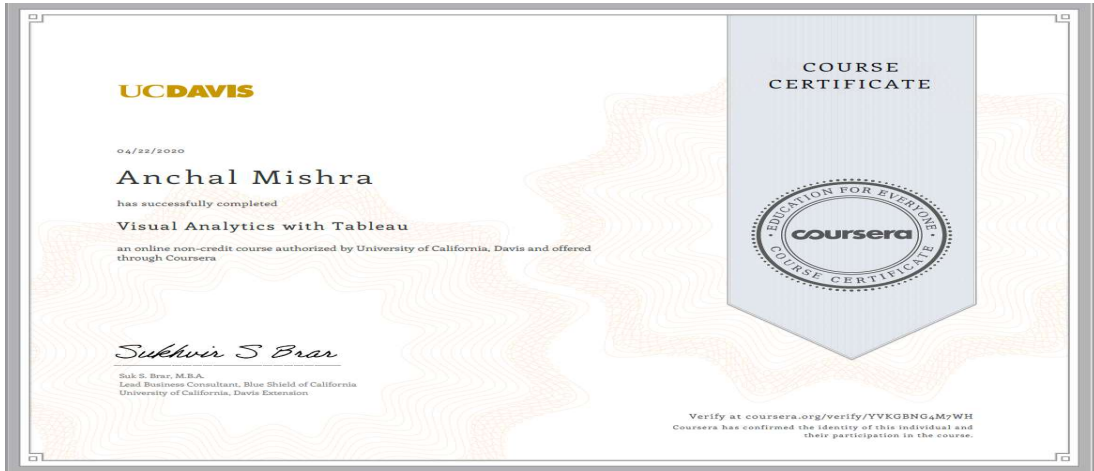 UCDAVIS
COURSE
CERTIFICATE
04/22/2020
Anchal Mishra
has successfully completed
Visual Analytics with Tableau
an online non-credit course authorized by University of California, Davis and offered
through Coursera
EDUCATION FOR EVERYONE
coursera
COURSE CERTIFICATE
Sukhvir S Brar
Suk S. Brar, M.B.A.
Lead Business Consultant, Blue Shield of California
University of California, Davis Extension
Verify at coursera.org/verify/YVKGBNG4M7WH
Coursera has confirmed the identity of this individual and
their participation in the course.